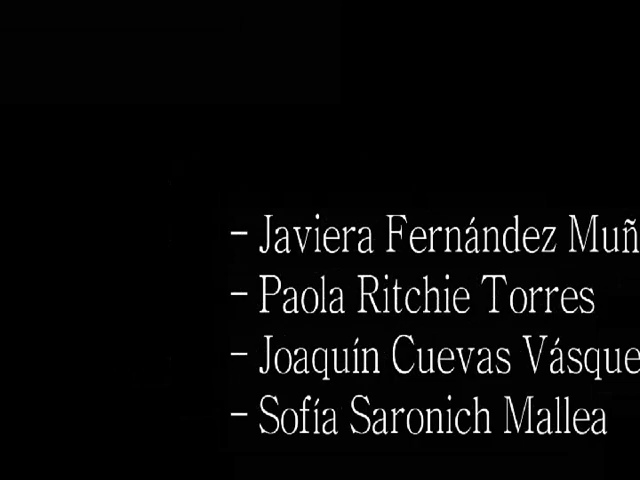 - Javiera Fernández Muñ
- Paola Ritchie Torres
- Joaquín Cuevas Vásque
- Sofía Saronich Mallea